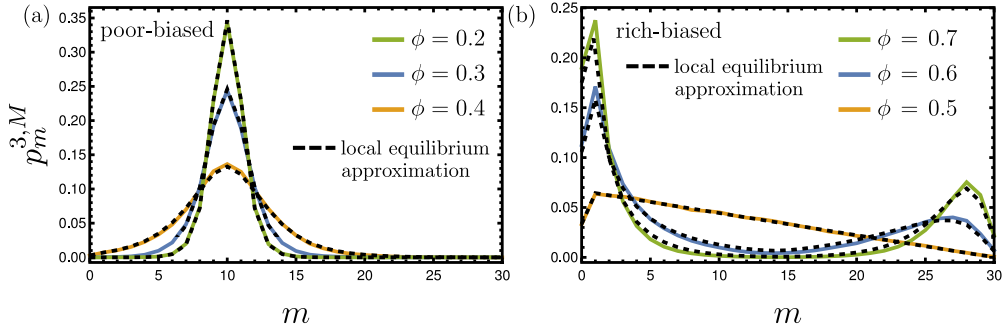 (a)
poor-biased
ϕ = 0.2
ϕ = 0.3
ϕ = 0.4
local equilibrium
approximation
p_m^{3,M}
0.35
0.30
0.25
0.20
0.15
0.10
0.05
0.00
0 5 10 15 20 25 30
m
(b)
rich-biased
ϕ = 0.7
ϕ = 0.6
ϕ = 0.5
local equilibrium
approximation
0.25
0.20
0.15
0.10
0.05
0.00
0 5 10 15 20 25 30
m